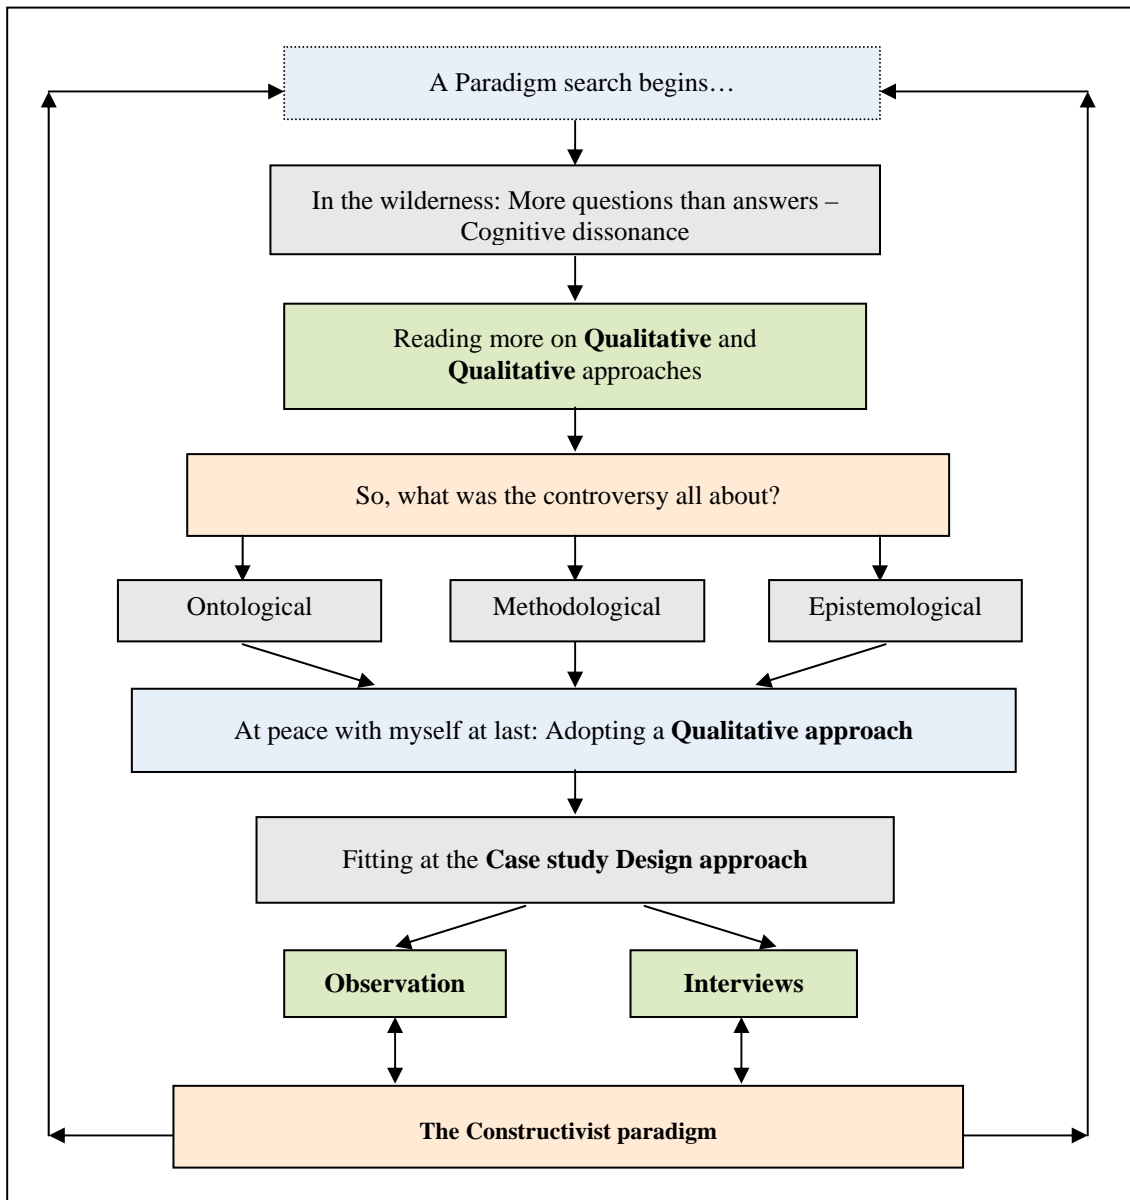 A Paradigm search begins…
In the wilderness: More questions than answers –
Cognitive dissonance
Reading more on Qualitative and
Qualitative approaches
So, what was the controversy all about?
Ontological
Methodological
Epistemological
At peace with myself at last: Adopting a Qualitative approach
Fitting at the Case study Design approach
Observation
Interviews
The Constructivist paradigm